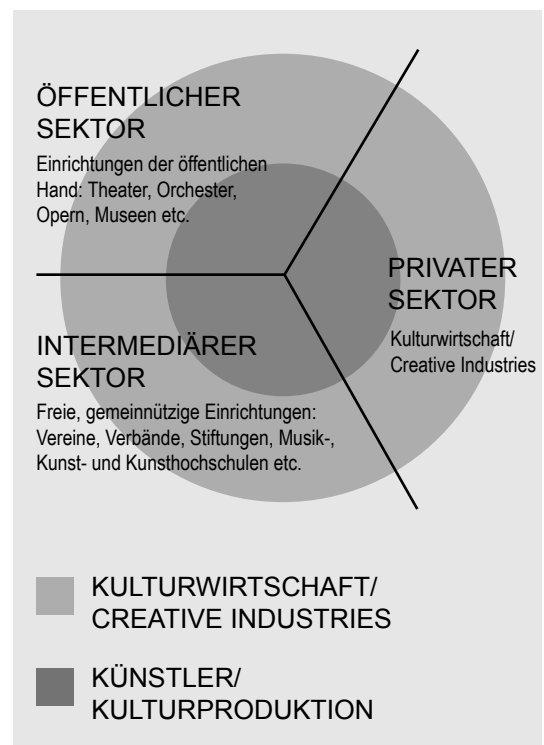 ÖFFENTLICHER
SEKTOR
Einrichtungen der öffentlichen
Hand: Theater, Orchester,
Opern, Museen etc.
PRIVATER
SEKTOR
Kulturwirtschaft/
Creative Industries
INTERMEDIÄRER
SEKTOR
Freie, gemeinnützige Einrichtungen:
Vereine, Verbände, Stiftungen, Musik-,
Kunst- und Kunsthochschulen etc.
KULTURWIRTSCHAFT/
CREATIVE INDUSTRIES
KÜNSTLER/
KULTURPRODUKTION